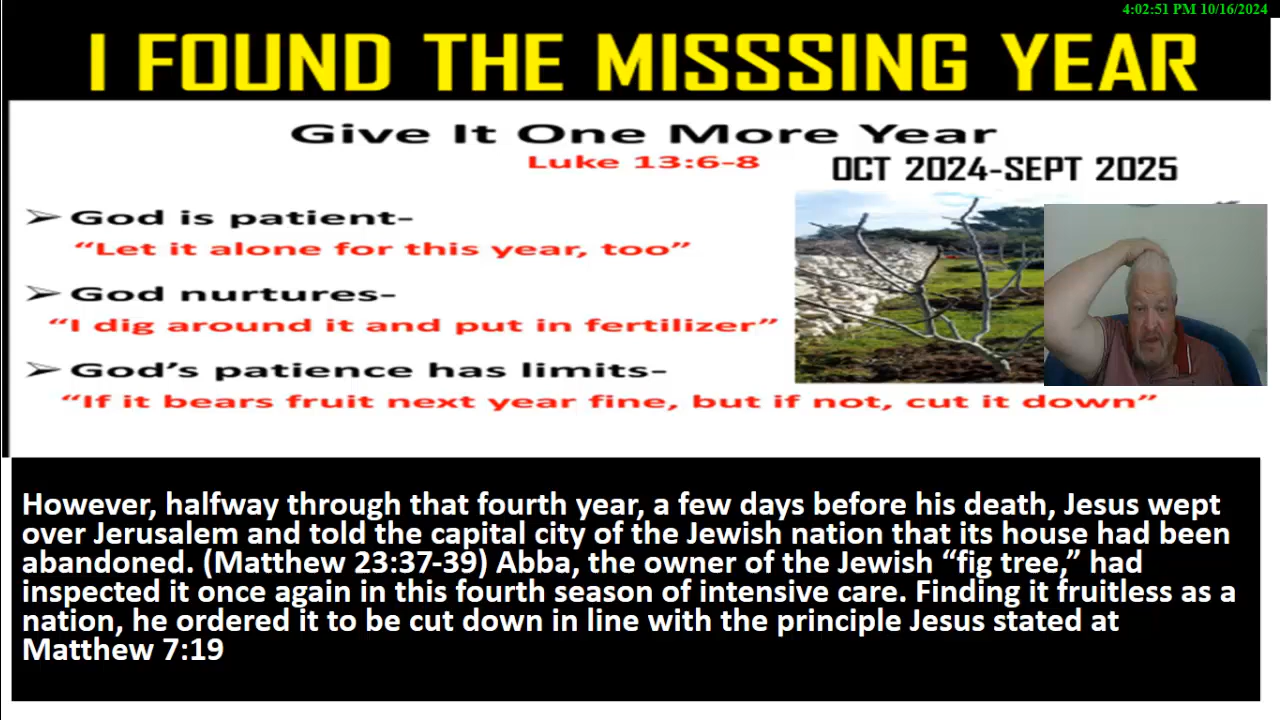 4:02:51 PM 10/16/2024
I FOUND THE MISSSING YEAR
Give It One More Year
Luke 13:6-8
OCT 2024-SEPT 2025
➢ God is patient-
“Let it alone for this year, too”
➢ God nurtures-
“I dig around it and put in fertilizer”
➢ God’s patience has limits-
“If it bears fruit next year fine, but if not, cut it down”
However, halfway through that fourth year, a few days before his death, Jesus wept
over Jerusalem and told the capital city of the Jewish nation that its house had been
abandoned. (Matthew 23:37-39) Abba, the owner of the Jewish “fig tree,” had
inspected it once again in this fourth season of intensive care. Finding it fruitless as a
nation, he ordered it to be cut down in line with the principle Jesus stated at
Matthew 7:19